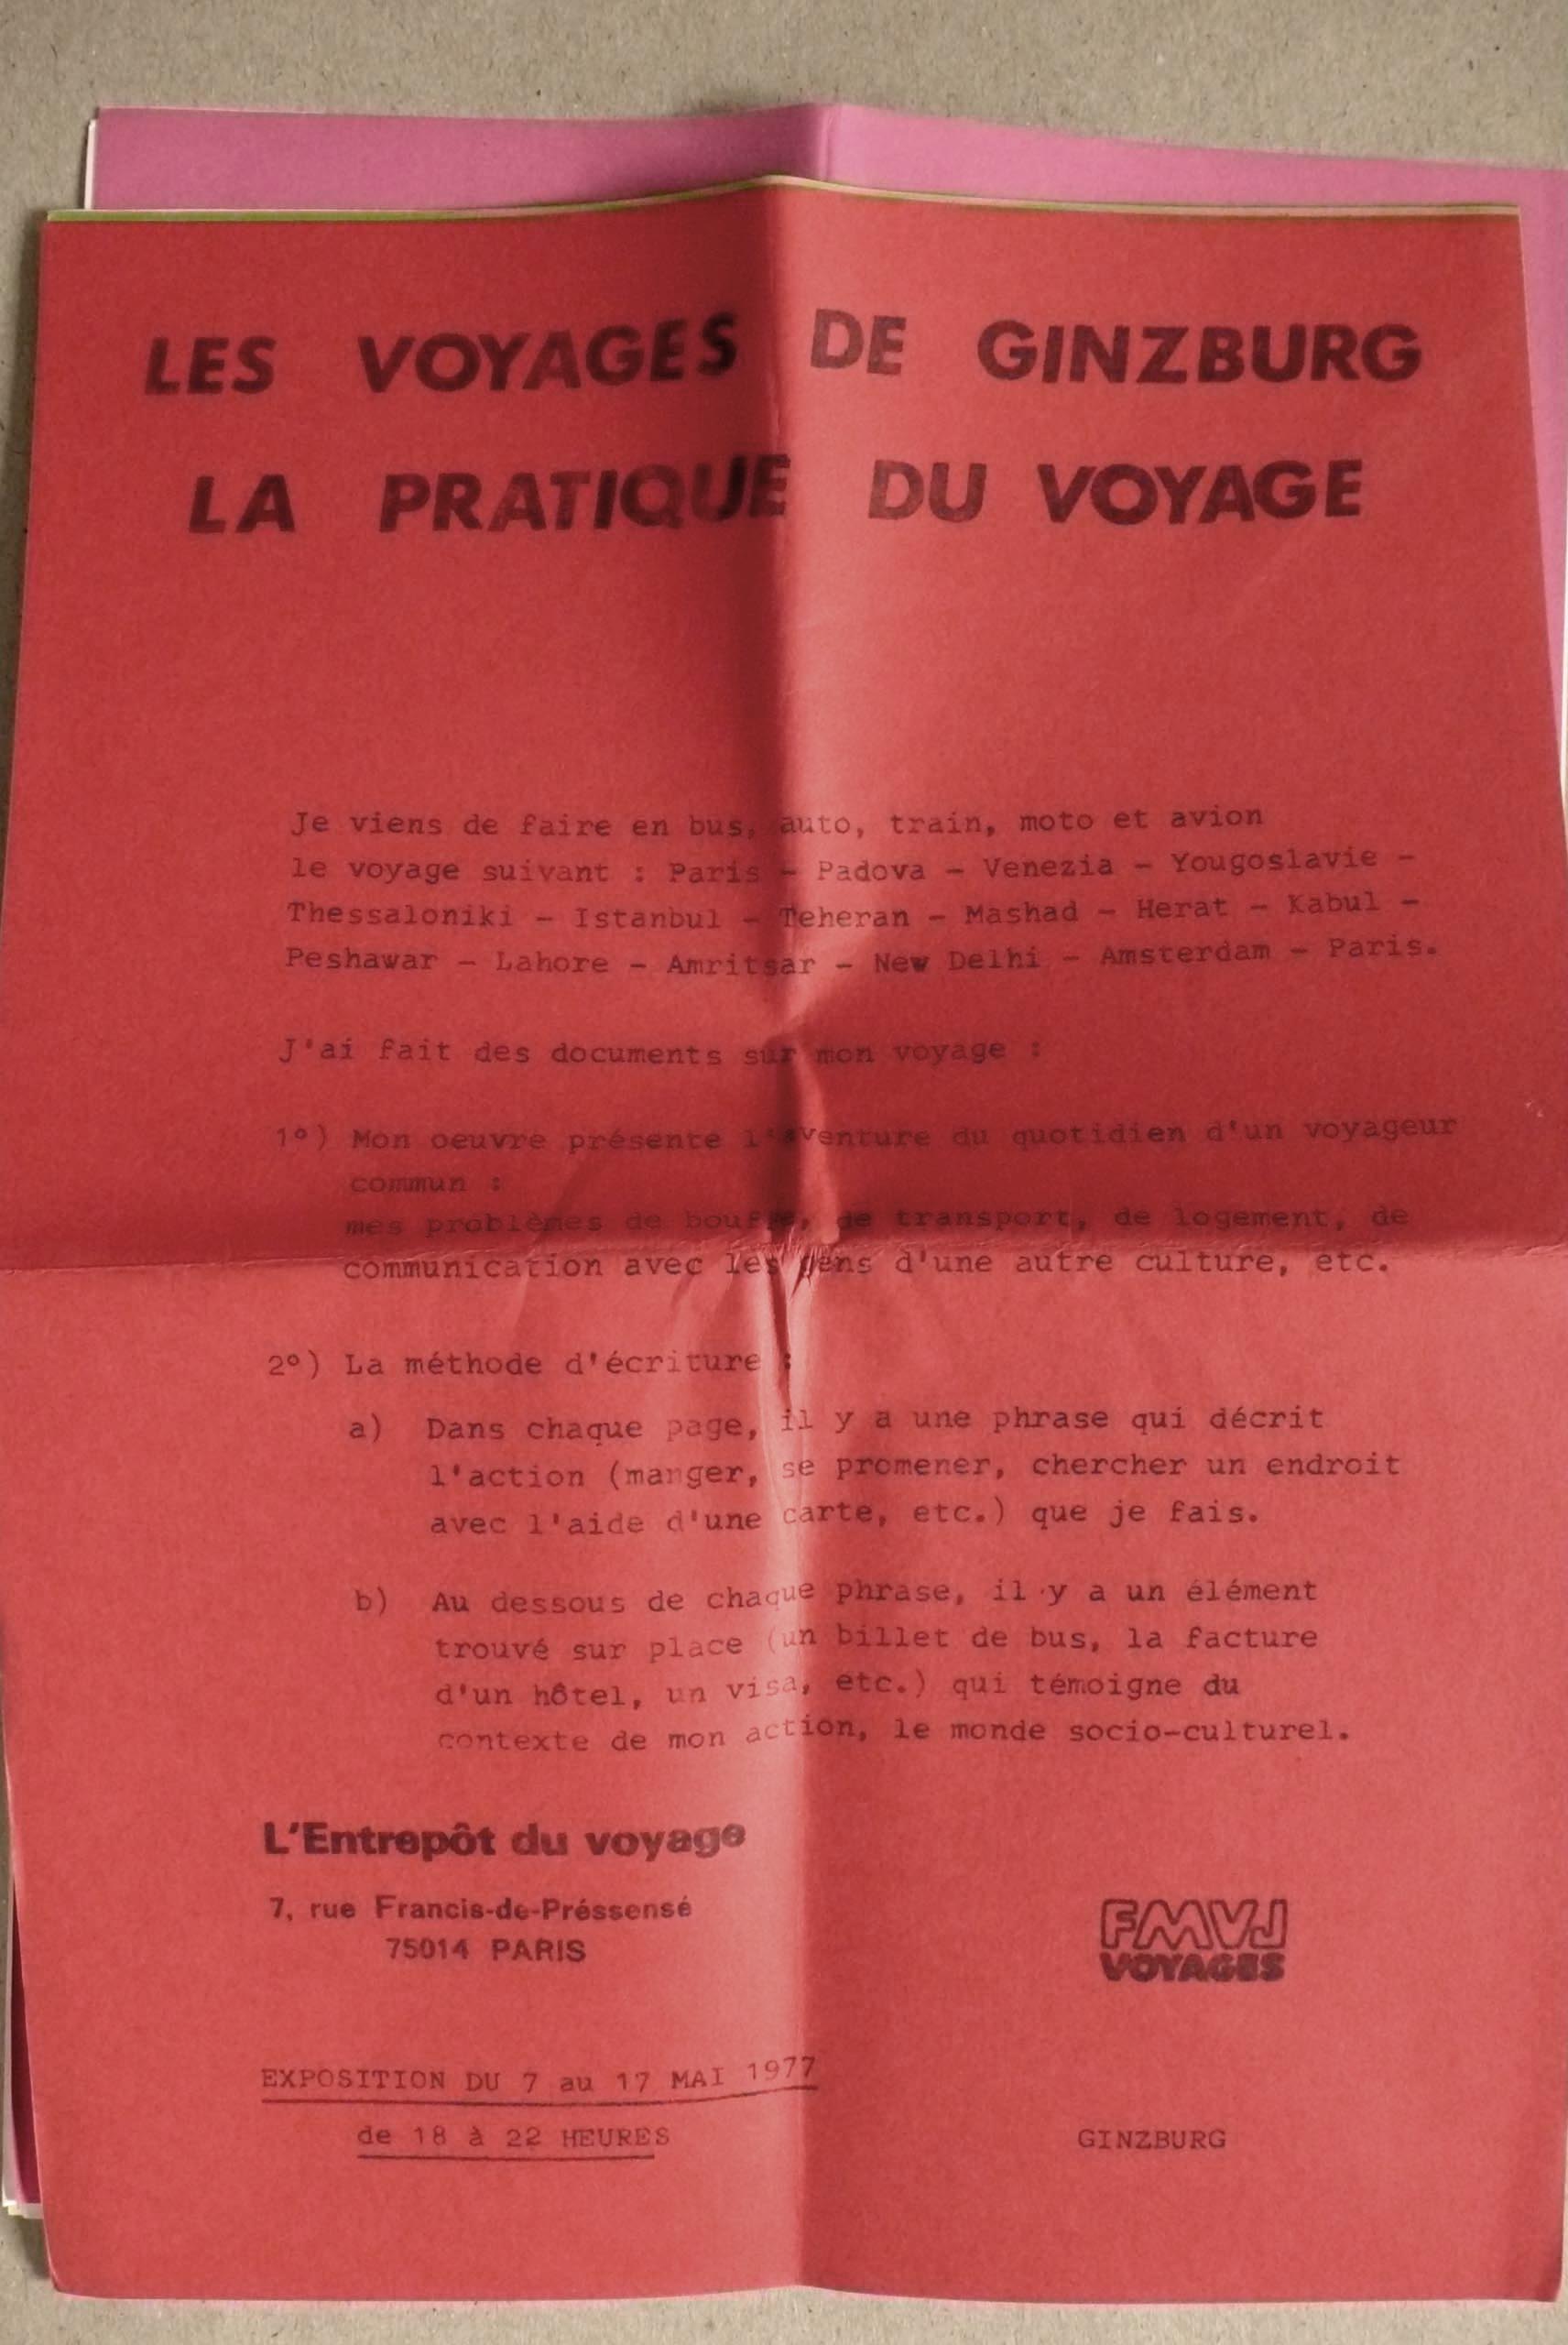 LES VOYAGES DE GINZBURG
LA PRATIQUE DU VOYAGE
Je viens de faire en bus, auto, train, moto et avion
le voyage suivant : Paris - Padova - Venezia - Yougoslavie -
Thessaloniki - Istanbul - Teheran - Mashad - Herat - Kabul -
Peshawar - Lahore - Amritsar - New Delhi - Amsterdam - Paris.
J'ai fait des documents sur mon voyage :
1°) Mon oeuvre présente l'aventure du quotidien d'un voyageur
commun :
mes problèmes de bouffe, de transport, de logement, de
communication avec les gens d'une autre culture, etc.
2°) La méthode d'écriture :
a) Dans chaque page, il y a une phrase qui décrit
l'action (manger, se promener, chercher un endroit
avec l'aide d'une carte, etc.) que je fais.
b) Au dessous de chaque phrase, il y a un élément
trouvé sur place (un billet de bus, la facture
d'un hôtel, un visa, etc.) qui témoigne du
contexte de mon action, le monde socio-culturel.
L'Entrepôt du voyage
7, rue Francis-de-Préssensé
75014 PARIS
FMVJ
VOYAGES
EXPOSITION DU 7 au 17 MAI 1977
de 18 à 22 HEURES
GINZBURG